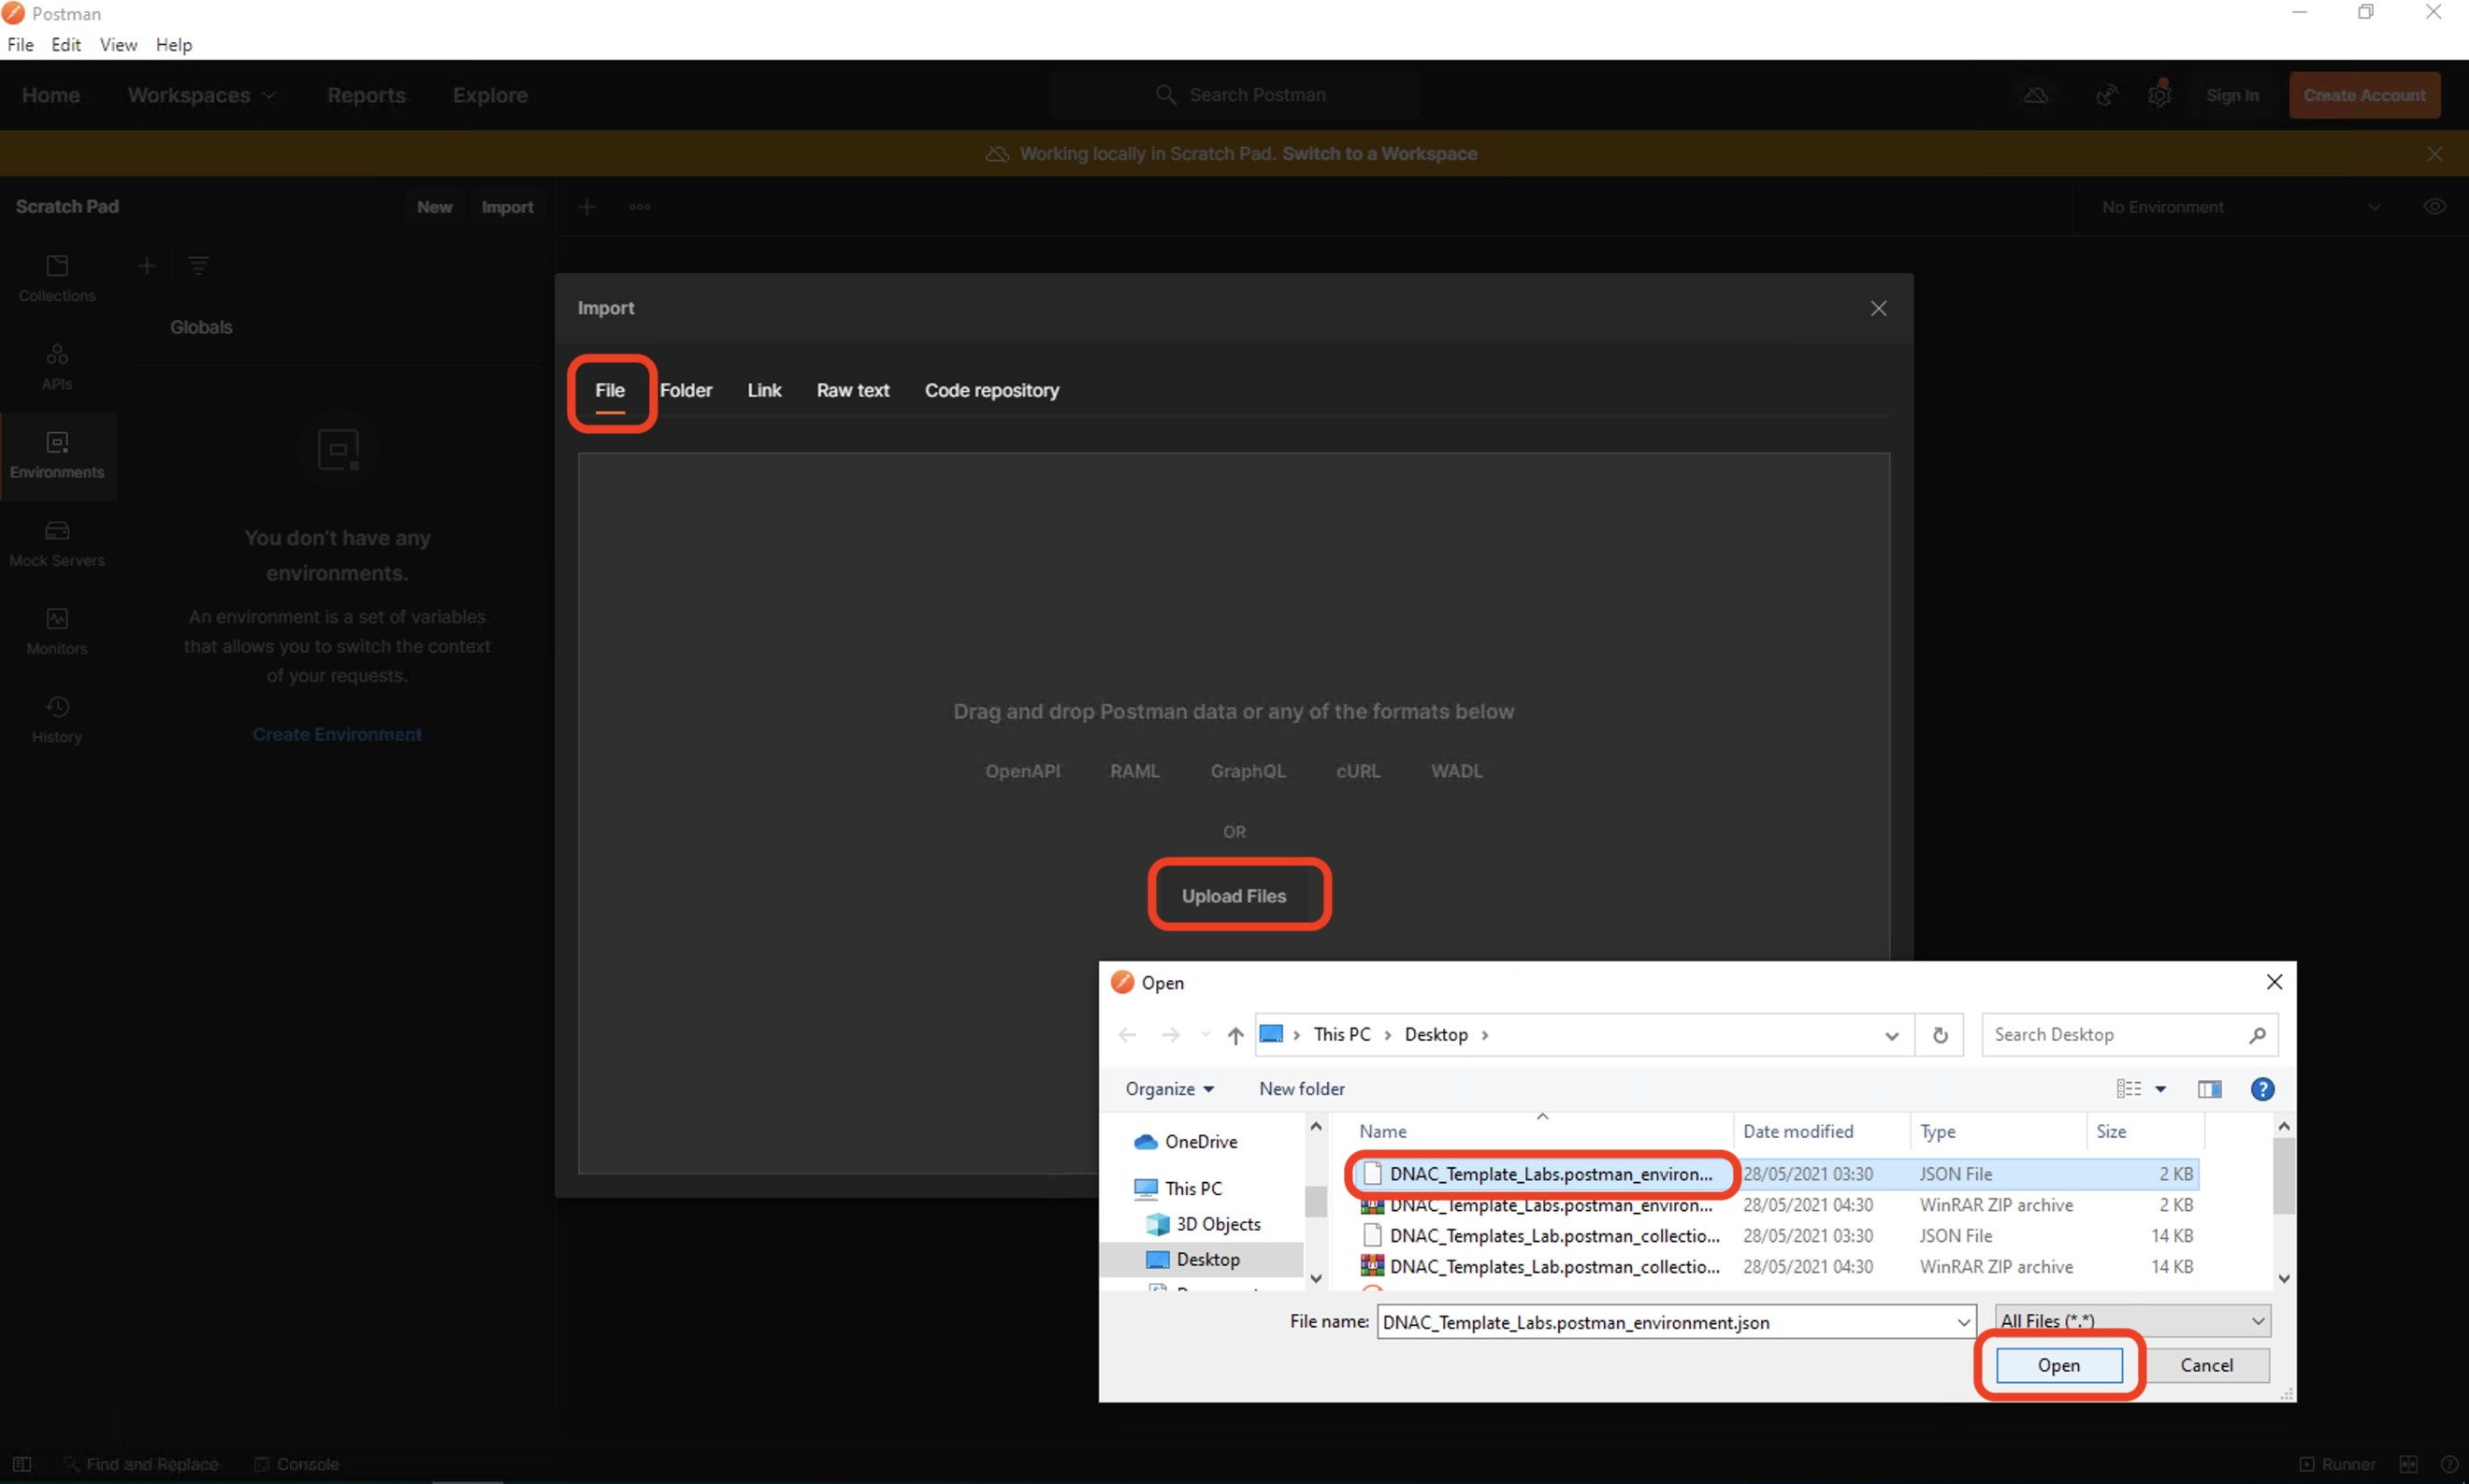 Postman
File Edit View Help
Home Workspaces Reports Explore Search Postman Sign In Create Account
Working locally in Scratch Pad. Switch to a Workspace
Scratch Pad New Import No Environment
Collections
Globals
APIs
Environments
You don't have any
environments.
An environment is a set of variables
that allows you to switch the context
of your requests.
Create Environment
Mock Servers
Monitors
History
Import
File Folder Link Raw text Code repository
Drag and drop Postman data or any of the formats below
OpenAPI RAML GraphQL cURL WADL
OR
Upload Files
Open
This PC Desktop Search Desktop
Organize New folder
OneDrive
This PC
3D Objects
Desktop
Name Date modified Type Size
DNAC_Template_Labs.postman_environ... 28/05/2021 03:30 JSON File 2 KB
DNAC_Template_Labs.postman_environ... 28/05/2021 04:30 WinRAR ZIP archive 2 KB
DNAC_Templates_Lab.postman_collectio... 28/05/2021 03:30 JSON File 14 KB
DNAC_Templates_Lab.postman_collectio... 28/05/2021 04:30 WinRAR ZIP archive 14 KB
File name: DNAC_Template_Labs.postman_environment.json All Files (*.*)
Open Cancel
Find and Replace Console Runner